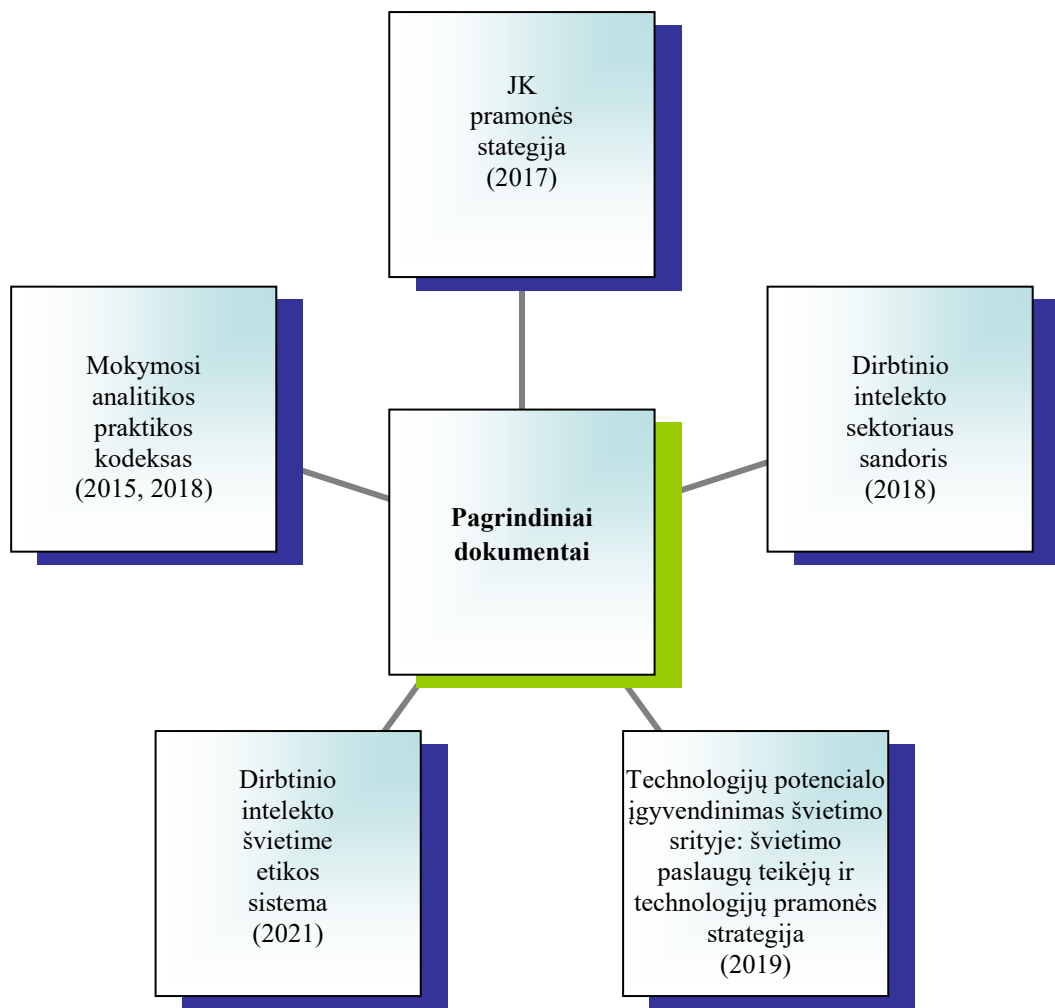 JK
pramonės
stategija
(2017)
Mokymosi
analitikos
praktikos
kodeksas
(2015, 2018)
Dirbtinio
intelekto
sektoriaus
sandoris
(2018)
Pagrindiniai
dokumentai
Dirbtinio
intelekto
švietime
etikos
sistema
(2021)
Technologijų potencialo
įgyvendinimas švietimo
srityje: švietimo
paslaugų teikėjų ir
technologijų pramonės
strategija
(2019)